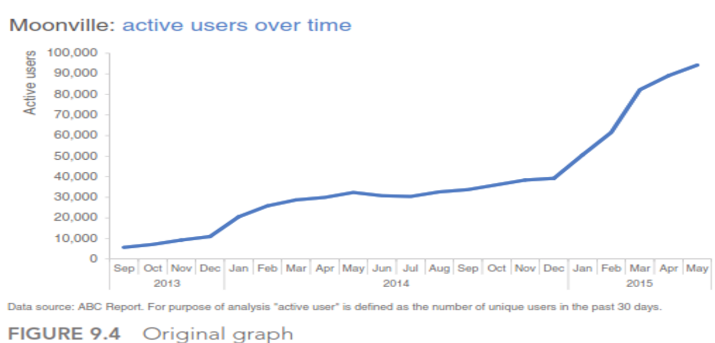 Moonville: active users over time
Active users
100,000
90,000
80,000
70,000
60,000
50,000
40,000
30,000
20,000
10,000
0
Sep Oct Nov Dec Jan Feb Mar Apr May Jun Jul Aug Sep Oct Nov Dec Jan Feb Mar Apr May
2013 2014 2015
Data source: ABC Report. For purpose of analysis "active user" is defined as the number of unique users in the past 30 days.
FIGURE 9.4 Original graph